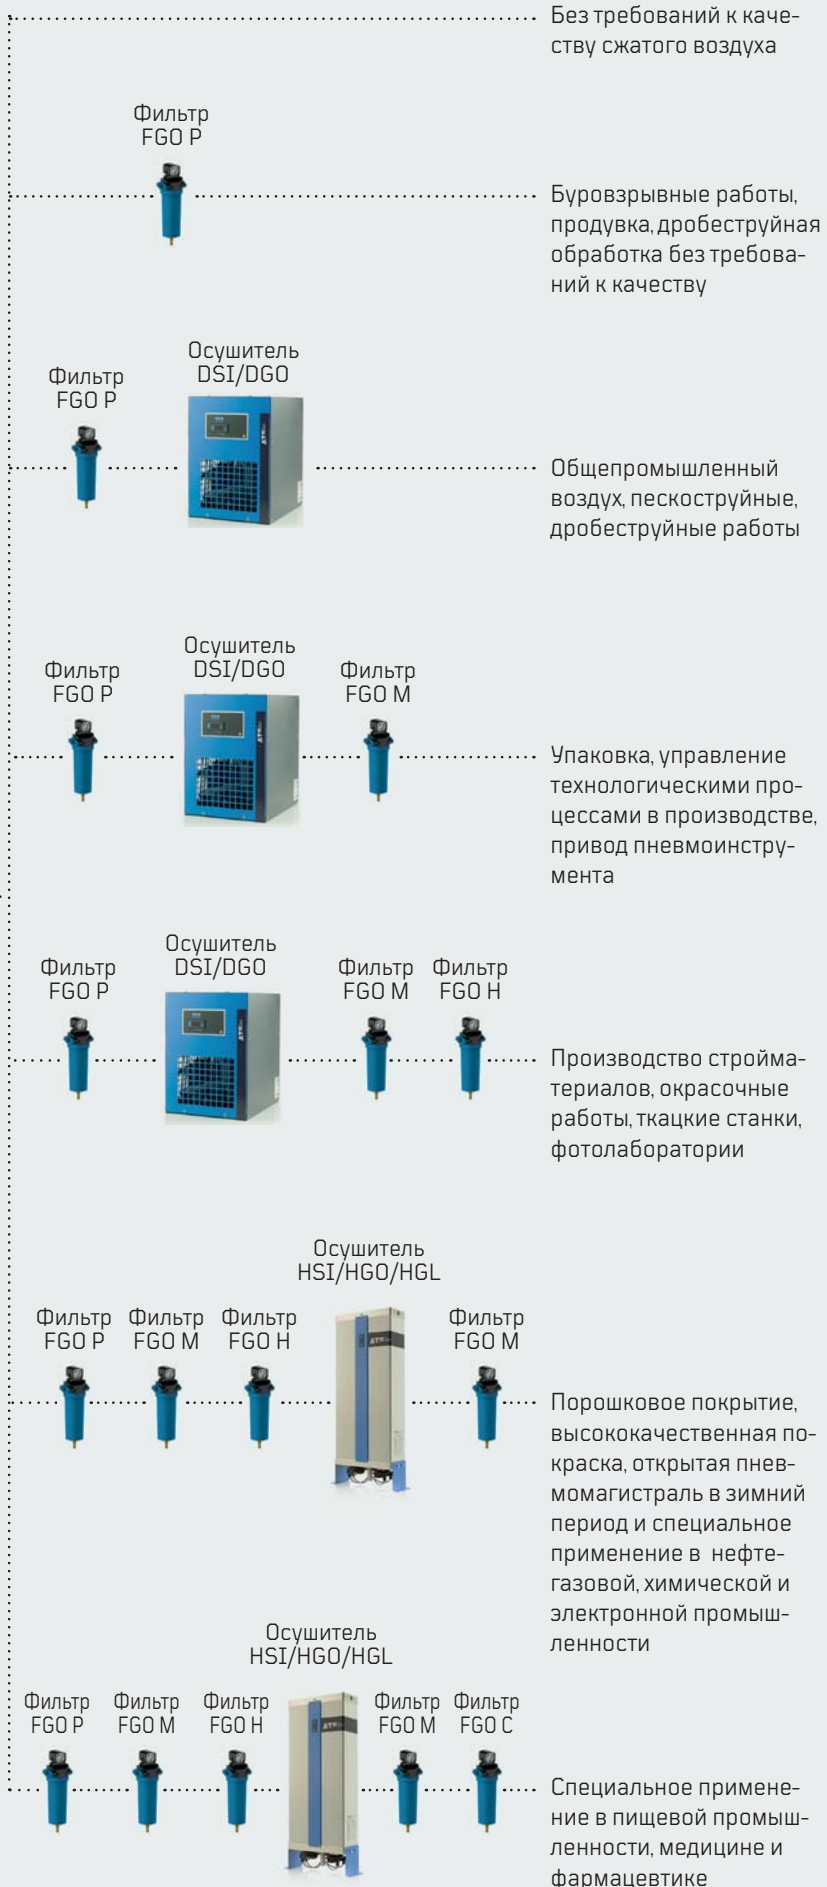 Без требований к каче-
ству сжатого воздуха
Фильтр
FGO P
Буровзрывные работы,
продувка, дробеструйная
обработка без требова-
ний к качеству
Фильтр
FGO P
Осушитель
DSI/DGO
Общепромышленный
воздух, пескоструйные,
дробеструйные работы
Фильтр
FGO P
Осушитель
DSI/DGO
Фильтр
FGO M
Упаковка, управление
технологическими про-
цессами в производстве,
привод пневмоинстру-
мента
Фильтр
FGO P
Осушитель
DSI/DGO
Фильтр
FGO M
Фильтр
FGO H
Производство стройма-
териалов, окрасочные
работы, ткацкие станки,
фотолаборатории
Осушитель
HSI/HGO/HGL
Фильтр
FGO P
Фильтр
FGO M
Фильтр
FGO H
Фильтр
FGO M
Порошковое покрытие,
высококачественная по-
краска, открытая пнев-
момагистраль в зимний
период и специальное
применение в нефте-
газовой, химической и
электронной промыш-
ленности
Осушитель
HSI/HGO/HGL
Фильтр
FGO P
Фильтр
FGO M
Фильтр
FGO H
Фильтр
FGO M
Фильтр
FGO C
Специальное примене-
ние в пищевой промыш-
ленности, медицине и
фармацевтике